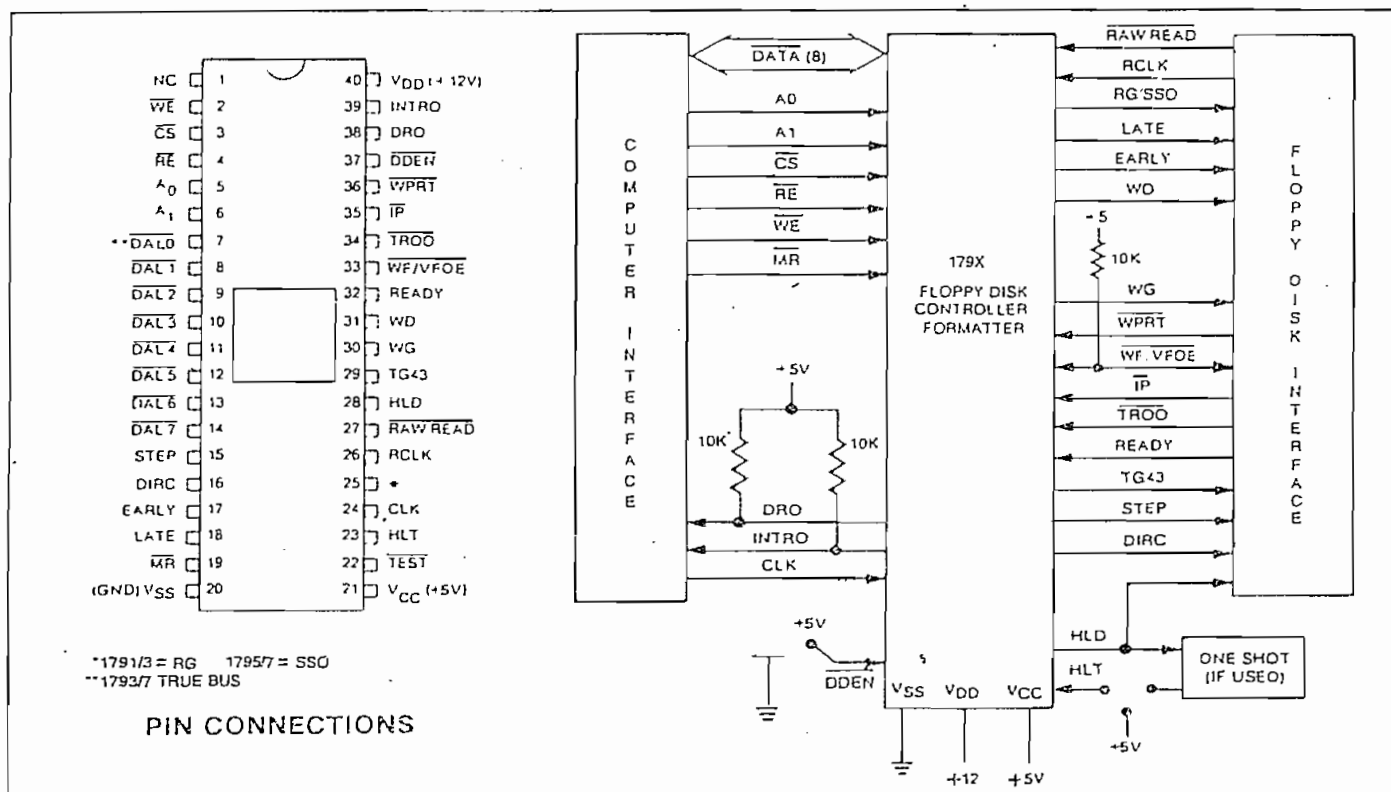 NC 1 40 VDD (+12V)
WE 2 39 INTRO
CS 3 38 DRO
RE 4 37 DDEN
A0 5 36 WPRT
A1 6 35 IP
**DAL0 7 34 TROO
DAL1 8 33 WF/VFOE
DAL2 9 32 READY
DAL3 10 31 WD
DAL4 11 30 WG
DAL5 12 29 TG43
DAL6 13 28 HLD
DAL7 14 27 RAW READ
STEP 15 26 RCLK
DIRC 16 25 *
EARLY 17 24 CLK
LATE 18 23 HLT
MR 19 22 TEST
(GND) VSS 20 21 VCC (+5V)
*1791/3 = RG 1795/7 = SSO
**1793/7 TRUE BUS
PIN CONNECTIONS
COMPUTER INTERFACE
DATA (8)
A0
A1
CS
RE
WE
MR
+5V
10K
10K
DRO
INTRO
CLK
+5V
DDEN
179X
FLOPPY DISK
CONTROLLER
FORMATTER
VSS VDD VCC
+12 +5V
RAW READ
RCLK
RG'SSO
LATE
EARLY
WD
-5
10K
WG
WPRT
WF.VFOE
IP
TROO
READY
TG43
STEP
DIRC
HLD
HLT
+5V
ONE SHOT
(IF USED)
FLOPPY DISK INTERFACE